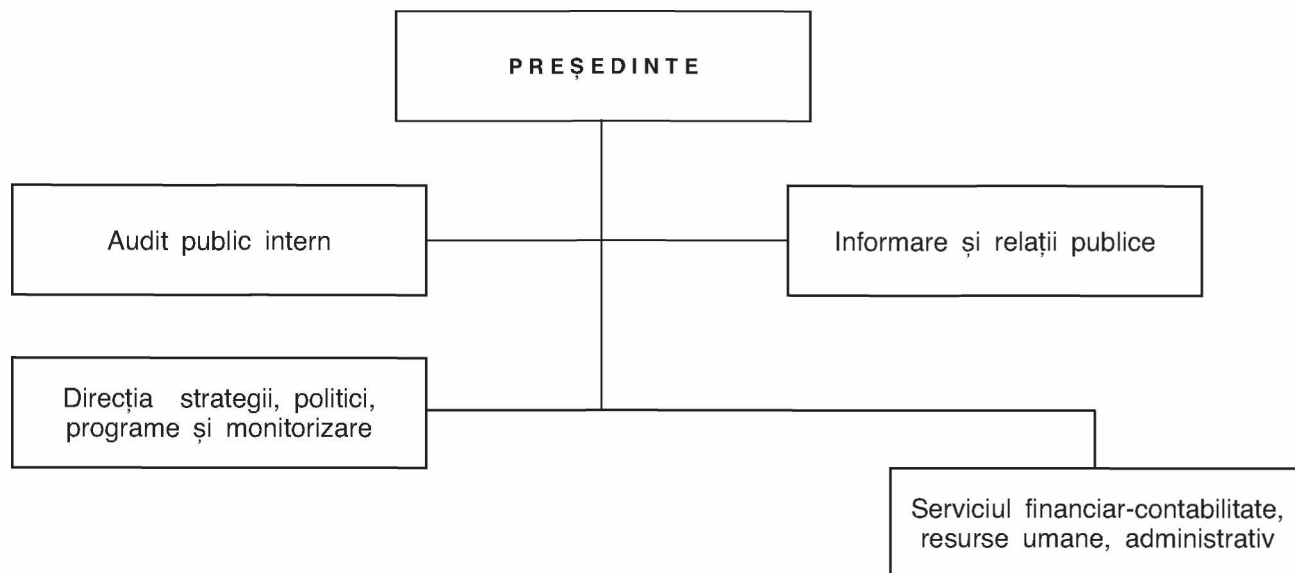 PREȘEDINTE
Audit public intern
Informare și relații publice
Direcția strategii, politici,
programe și monitorizare
Serviciul financiar-contabilitate,
resurse umane, administrativ